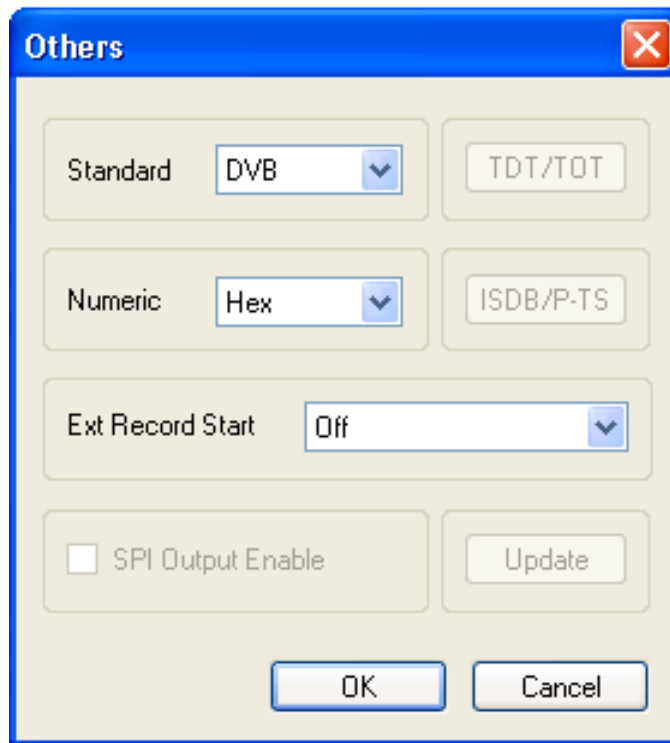 Others
Standard DVB TDT/TOT
Numeric Hex ISDB/P-TS
Ext Record Start Off
SPI Output Enable Update
OK Cancel